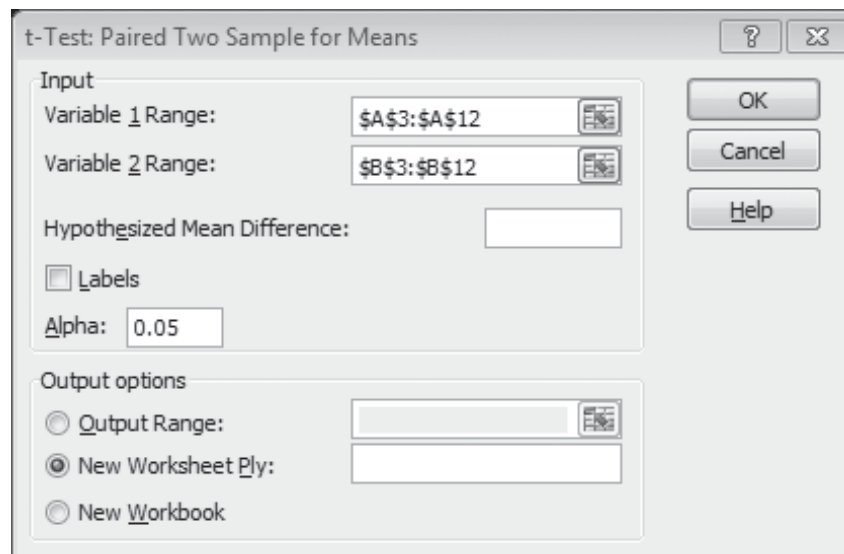 t-Test: Paired Two Sample for Means
Input
Variable 1 Range:
$A$3:$A$12
Variable 2 Range:
$B$3:$B$12
Hypothesized Mean Difference:
Labels
Alpha:
0.05
OK
Cancel
Help
Output options
Output Range:
New Worksheet Ply:
New Workbook